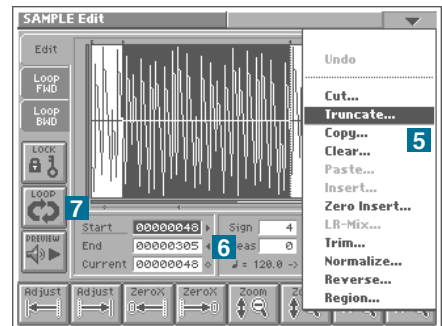 SAMPLE Edit
Edit
Loop
FWD
Loop
BWD
LOCK
LOOP
PREVIEW
7
Start 00000048
End 00000305
Current 00000048
6
Sign 4
eas 0
♩ = 120.0 ->
Adjust
Adjust
ZeroX
ZeroX
Zoom
Undo
Cut...
Truncate...
Copy...
5
Clear...
Paste...
Insert...
Zero Insert...
LR-Mix...
Trim...
Normalize...
Reverse...
Region...